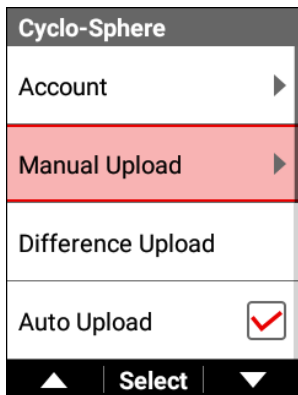 Cyclo-Sphere
Account
Manual Upload
Difference Upload
Auto Upload
Select